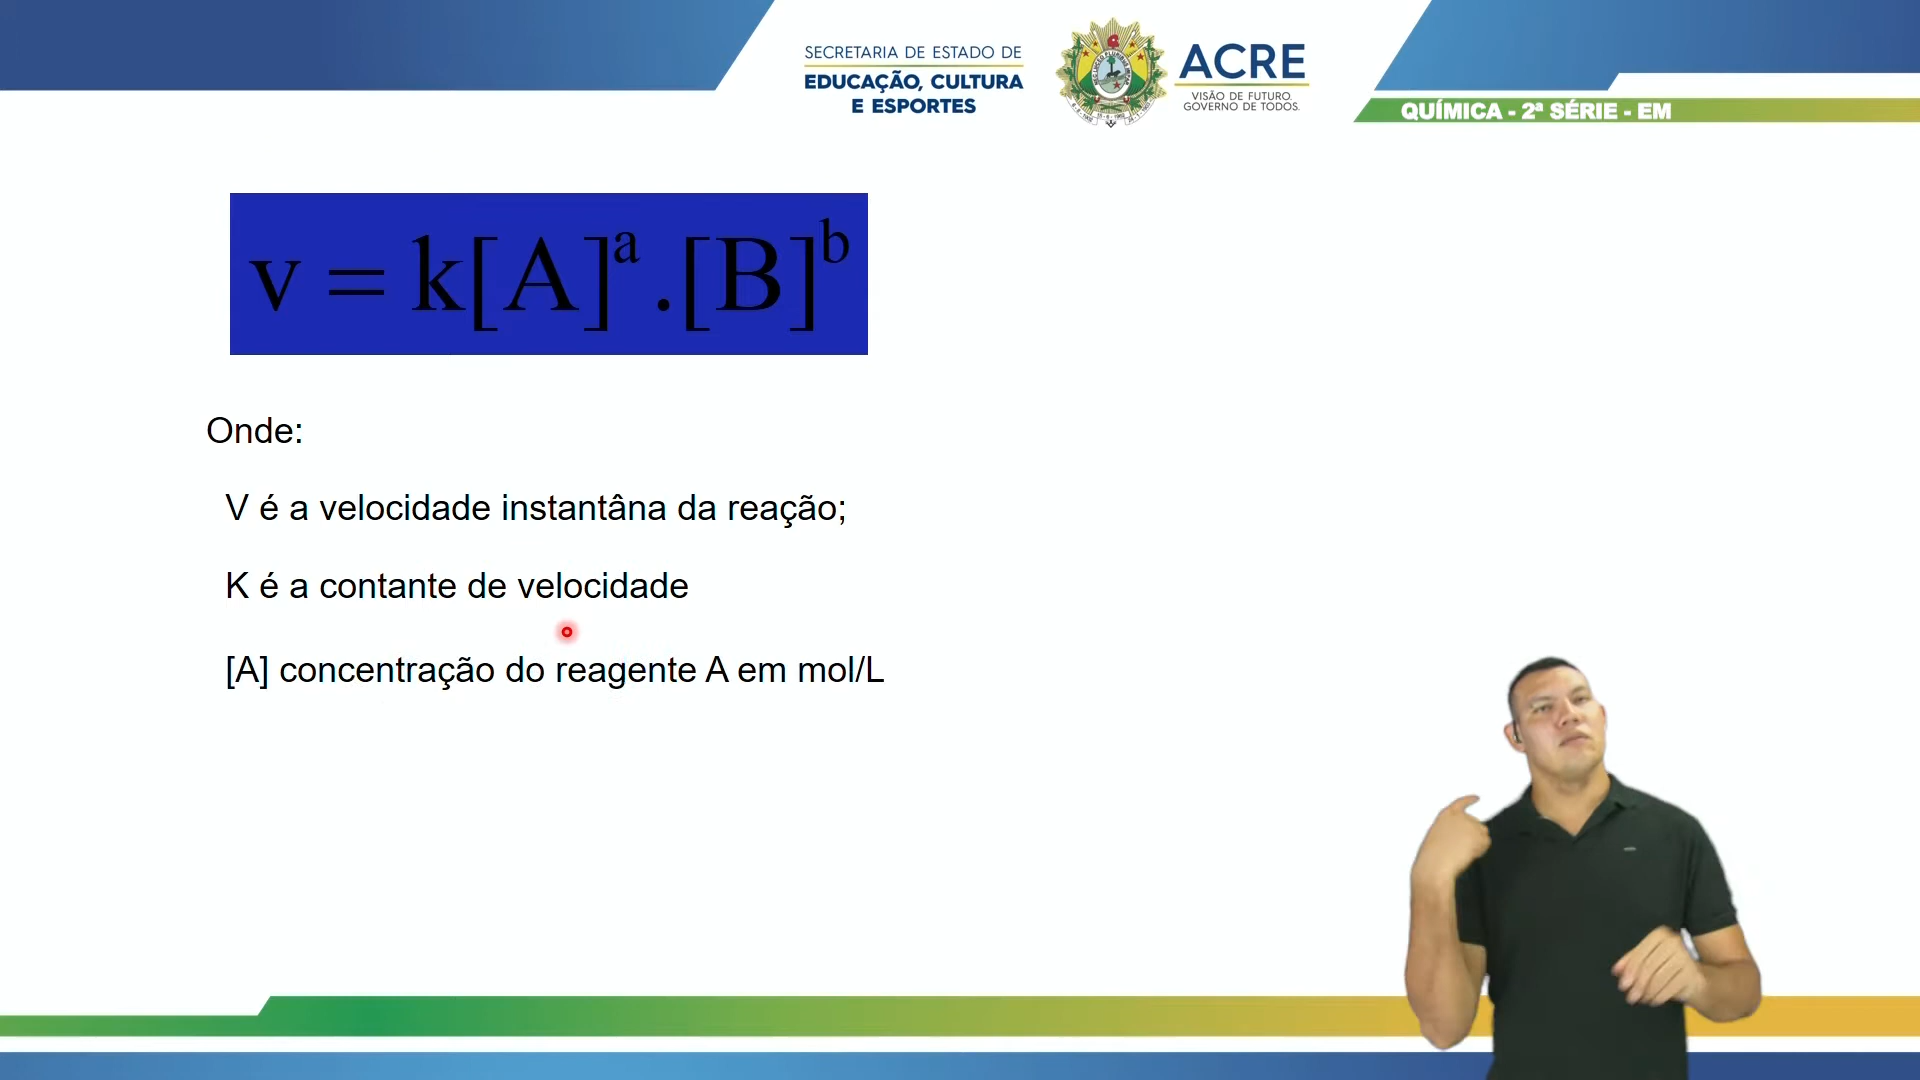 SECRETARIA DE ESTADO DE
EDUCAÇÃO, CULTURA
E ESPORTES
ACRE
VISÃO DE FUTURO.
GOVERNO DE TODOS.
QUÍMICA - 2ª SÉRIE - EM
v = k[A]ᵃ.[B]ᵇ
Onde:
V é a velocidade instantâna da reação;
K é a contante de velocidade
[A] concentração do reagente A em mol/L